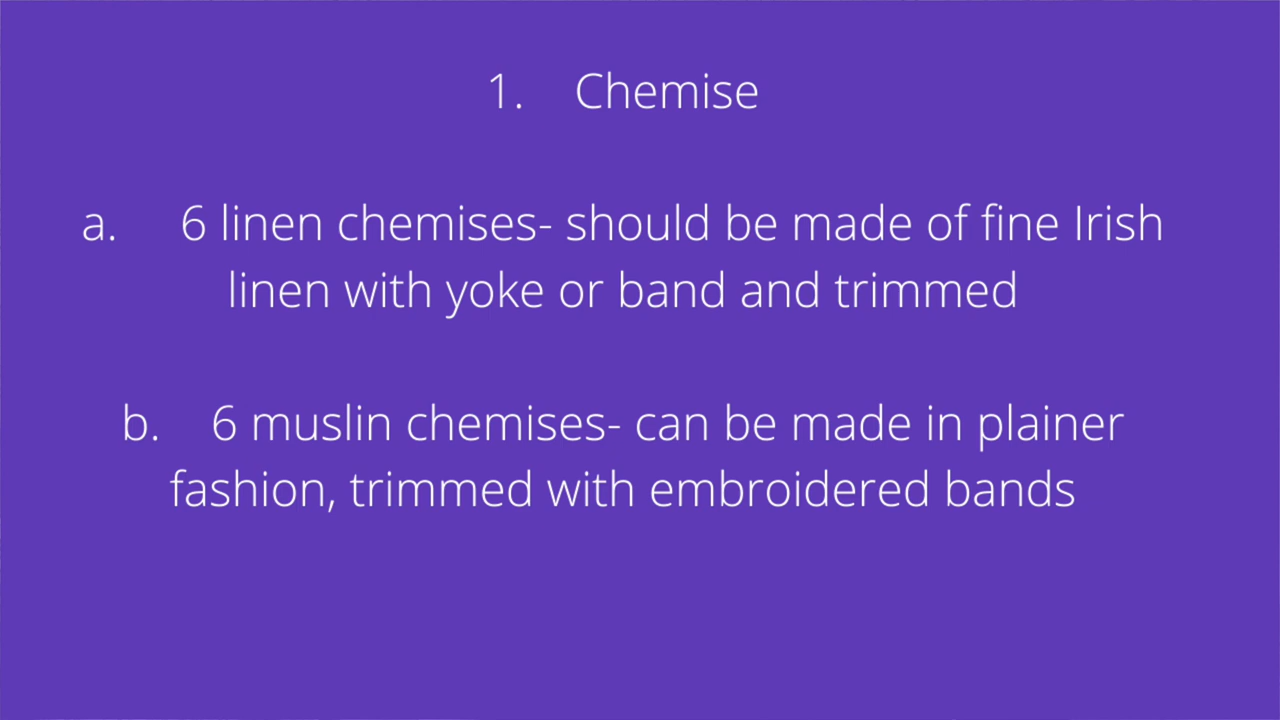 1. Chemise
a. 6 linen chemises- should be made of fine Irish
linen with yoke or band and trimmed
b. 6 muslin chemises- can be made in plainer
fashion, trimmed with embroidered bands